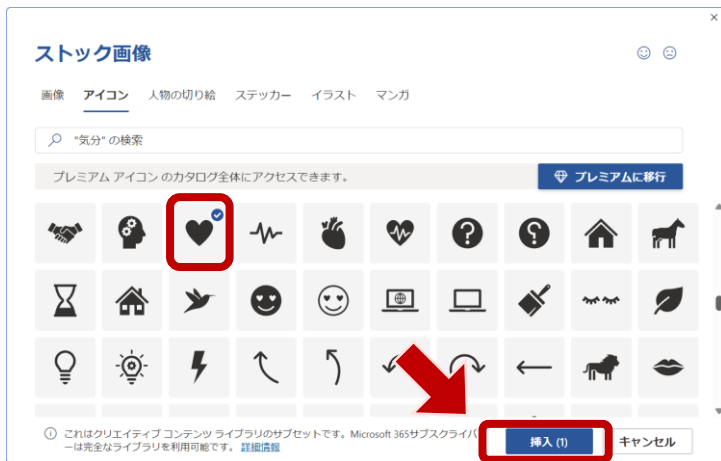 ストック画像
画像 アイコン 人物の切り絵 ステッカー イラスト マンガ
"気分" の検索
プレミアム アイコン のカタログ全体にアクセスできます。 プレミアムに移行
これはクリエイティブ コンテンツ ライブラリのサブセットです。Microsoft 365サブスクライバ
ーは完全なライブラリを利用可能です。 詳細情報
挿入 (1) キャンセル